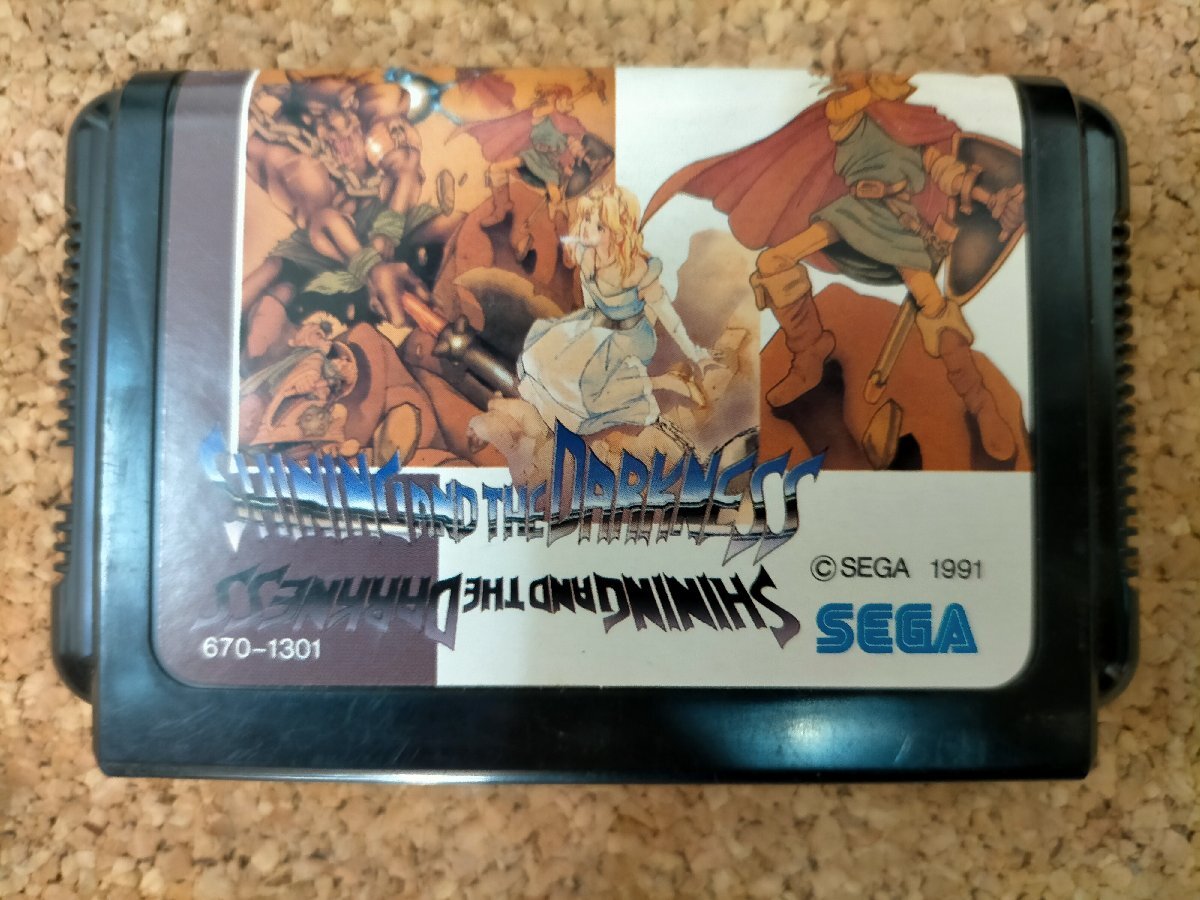 SHINING AND THE DARKNESS
SHINING AND THE DARKNESS
© SEGA 1991
SEGA
670-1301